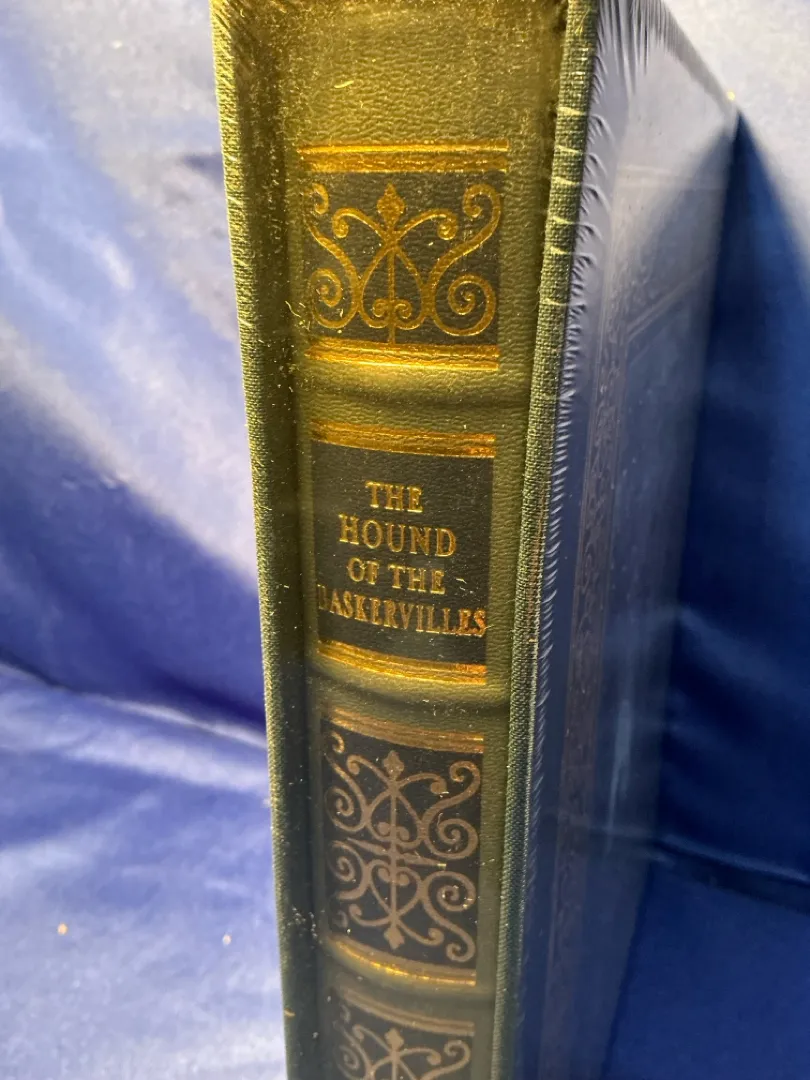 THE
HOUND
OF THE
BASKERVILLES